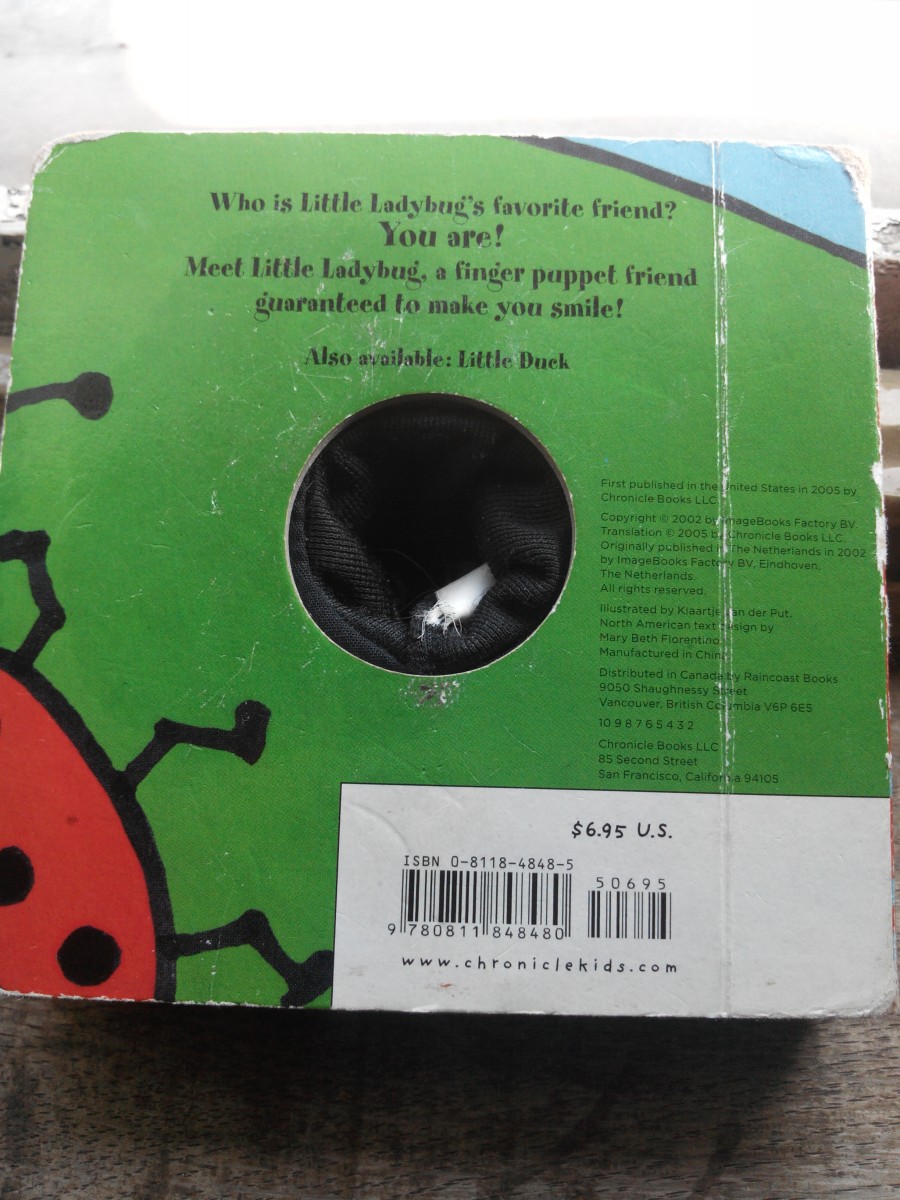 Who is Little Ladybug's favorite friend?
You are!
Meet Little Ladybug, a finger puppet friend
guaranteed to make you smile!
Also available: Little Duck
First published in the United States in 2005 by
Chronicle Books LLC.
Copyright © 2002 by ImageBooks Factory BV.
Translation © 2005 by Chronicle Books LLC.
Originally published in The Netherlands in 2002
by ImageBooks Factory BV, Eindhoven,
The Netherlands.
All rights reserved.
Illustrated by Klaartje van der Put.
North American text design by
Mary Beth Fiorentino.
Manufactured in China.
Distributed in Canada by Raincoast Books
9050 Shaughnessy Street
Vancouver, British Columbia V6P 6E5
10 9 8 7 6 5 4 3 2
Chronicle Books LLC
85 Second Street
San Francisco, California 94105
$6.95 U.S.
ISBN 0-8118-4848-5
50695
9 780811 848480
www.chroniclekids.com